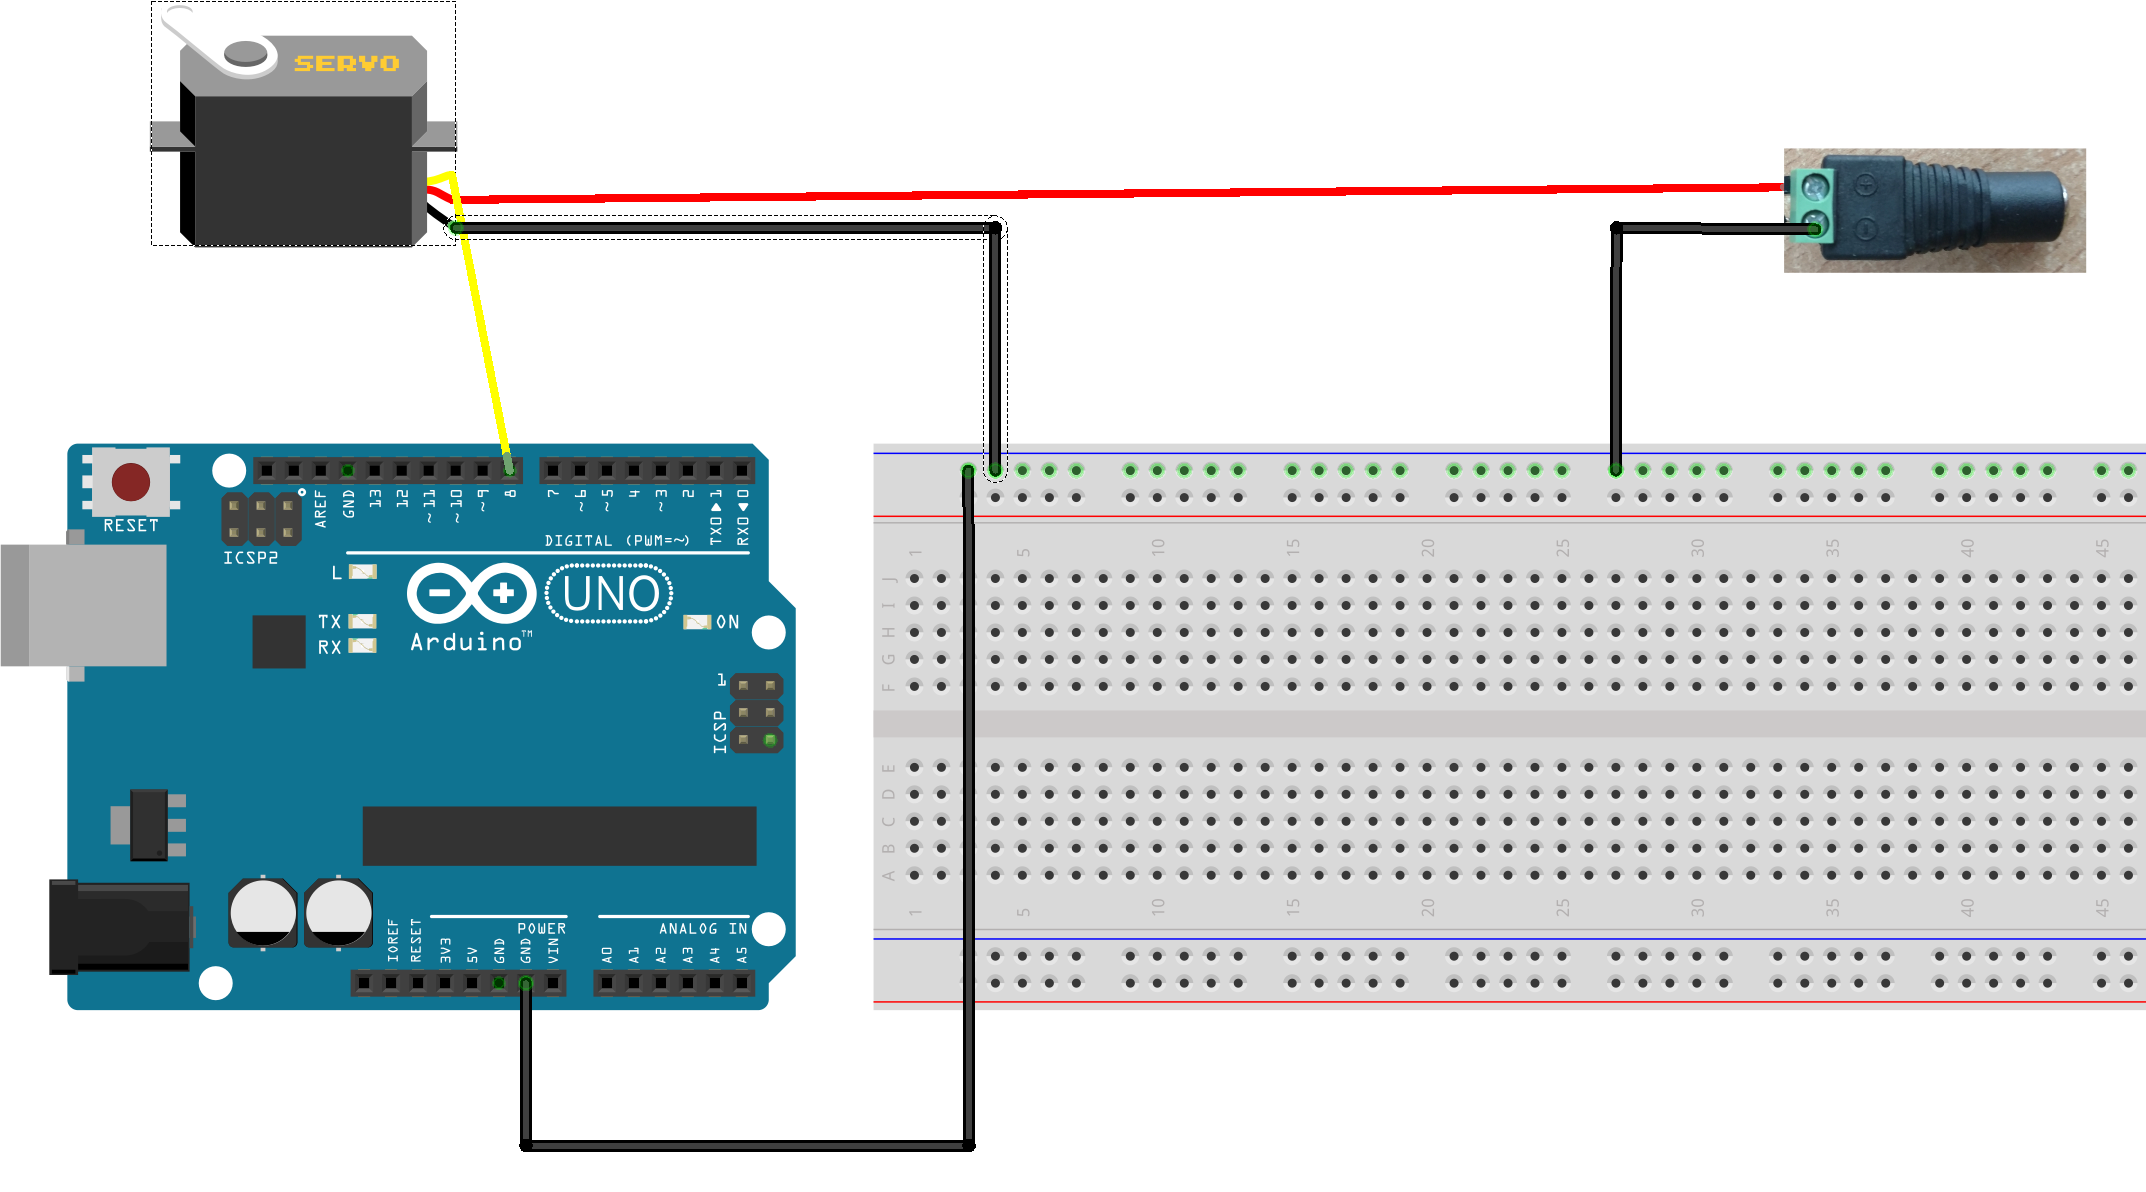 SERVO
RESET
ICSP2
AREF
GND
13
12
~11
~10
~9
8
7
~6
~5
4
~3
2
TX0▶1
RX0◀0
DIGITAL (PWM=~)
L
TX
RX
Arduino™
UNO
ON
1
ICSP
IOREF
RESET
3V3
5V
GND
GND
VIN
POWER
A0
A1
A2
A3
A4
A5
ANALOG IN
1 5 10 15 20 25 30 35 40 45
J
I
H
G
F
E
D
C
B
A
1 5 10 15 20 25 30 35 40 45